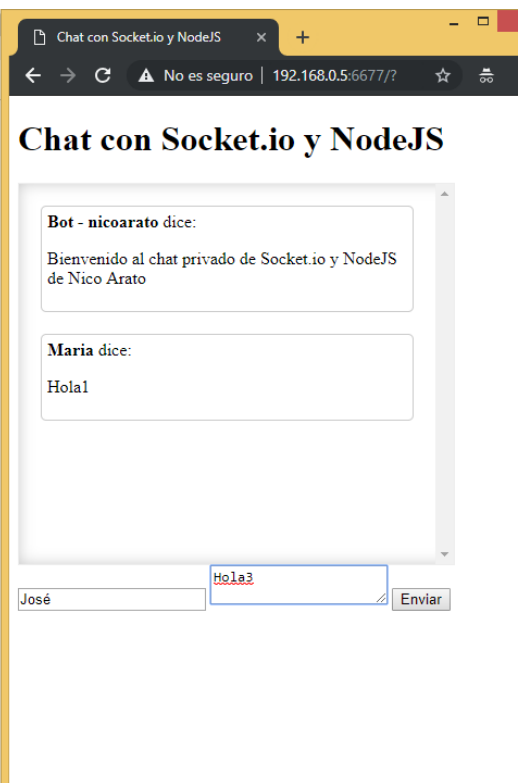 Chat con Socket.io y NodeJS
No es seguro | 192.168.0.5:6677/?
Chat con Socket.io y NodeJS
Bot - nicoarato dice:
Bienvenido al chat privado de Socket.io y NodeJS
de Nico Arato
Maria dice:
Hola1
Hola3
José
Enviar